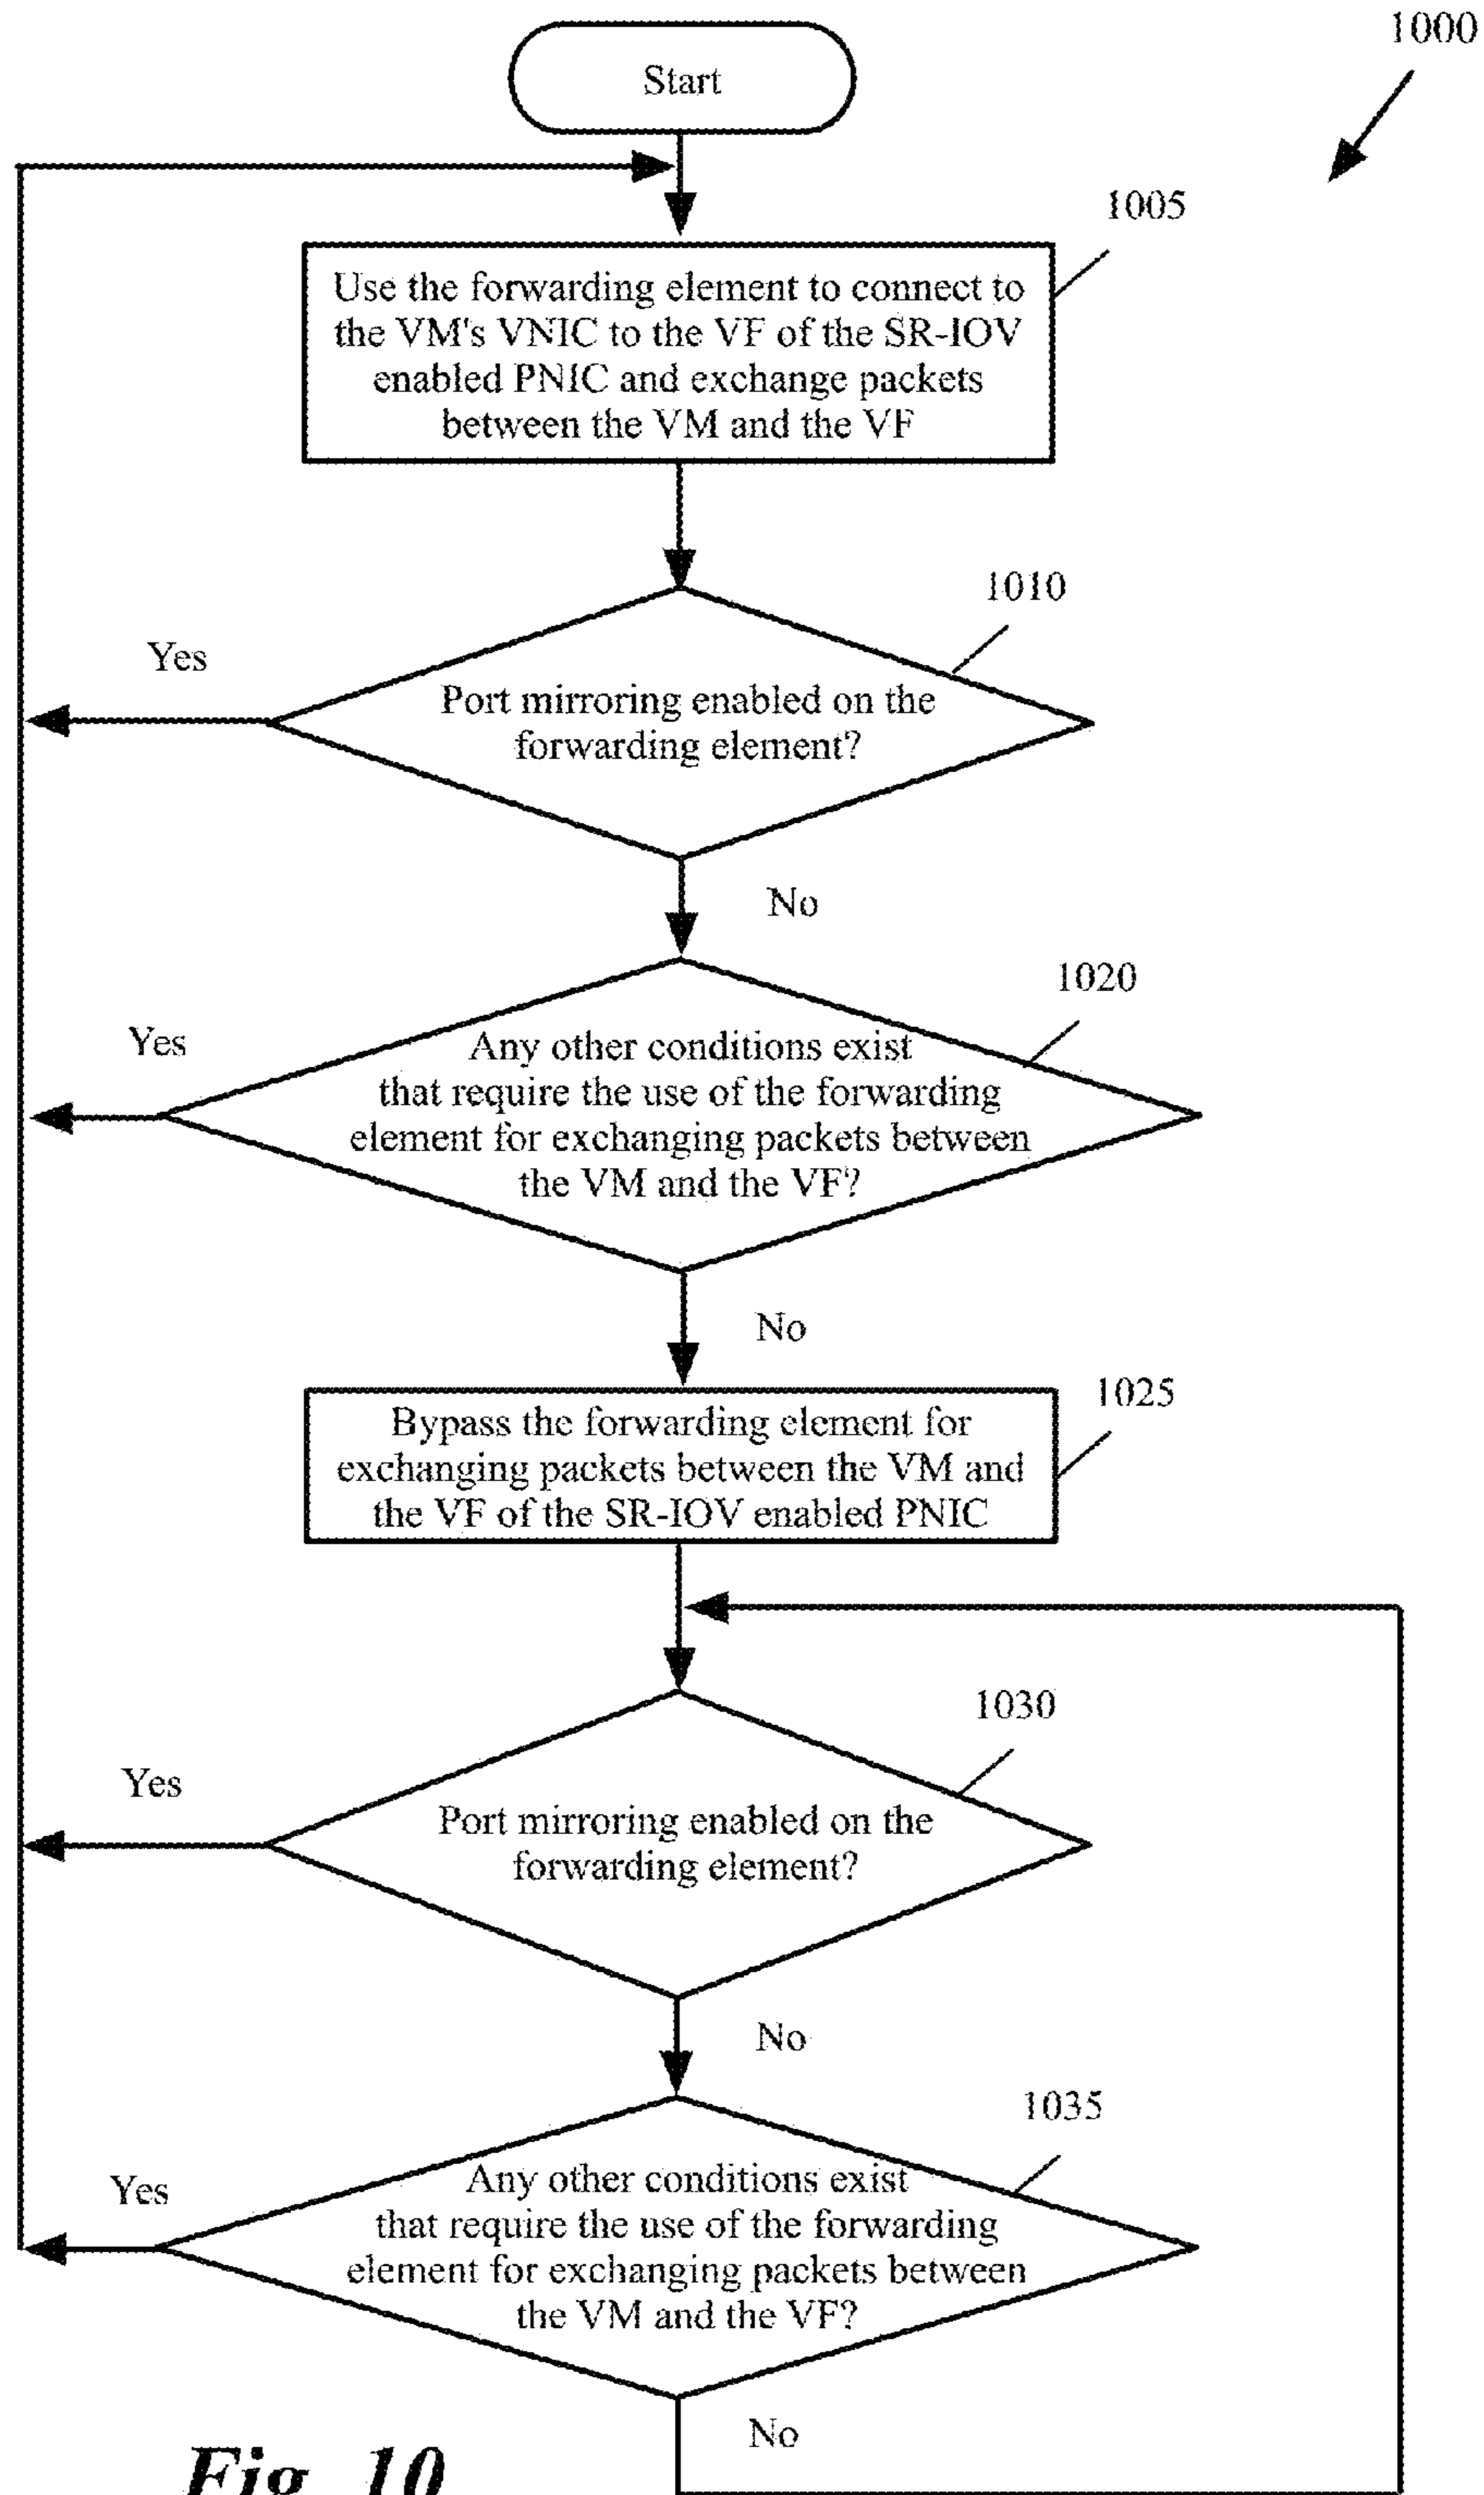 1000
Start
1005
Use the forwarding element to connect to
the VM's VNIC to the VF of the SR-IOV
enabled PNIC and exchange packets
between the VM and the VF
1010
Yes
Port mirroring enabled on the
forwarding element?
No
1020
Yes
Any other conditions exist
that require the use of the forwarding
element for exchanging packets between
the VM and the VF?
No
1025
Bypass the forwarding element for
exchanging packets between the VM and
the VF of the SR-IOV enabled PNIC
1030
Yes
Port mirroring enabled on the
forwarding element?
No
1035
Yes
Any other conditions exist
that require the use of the forwarding
element for exchanging packets between
the VM and the VF?
No
Fig. 10